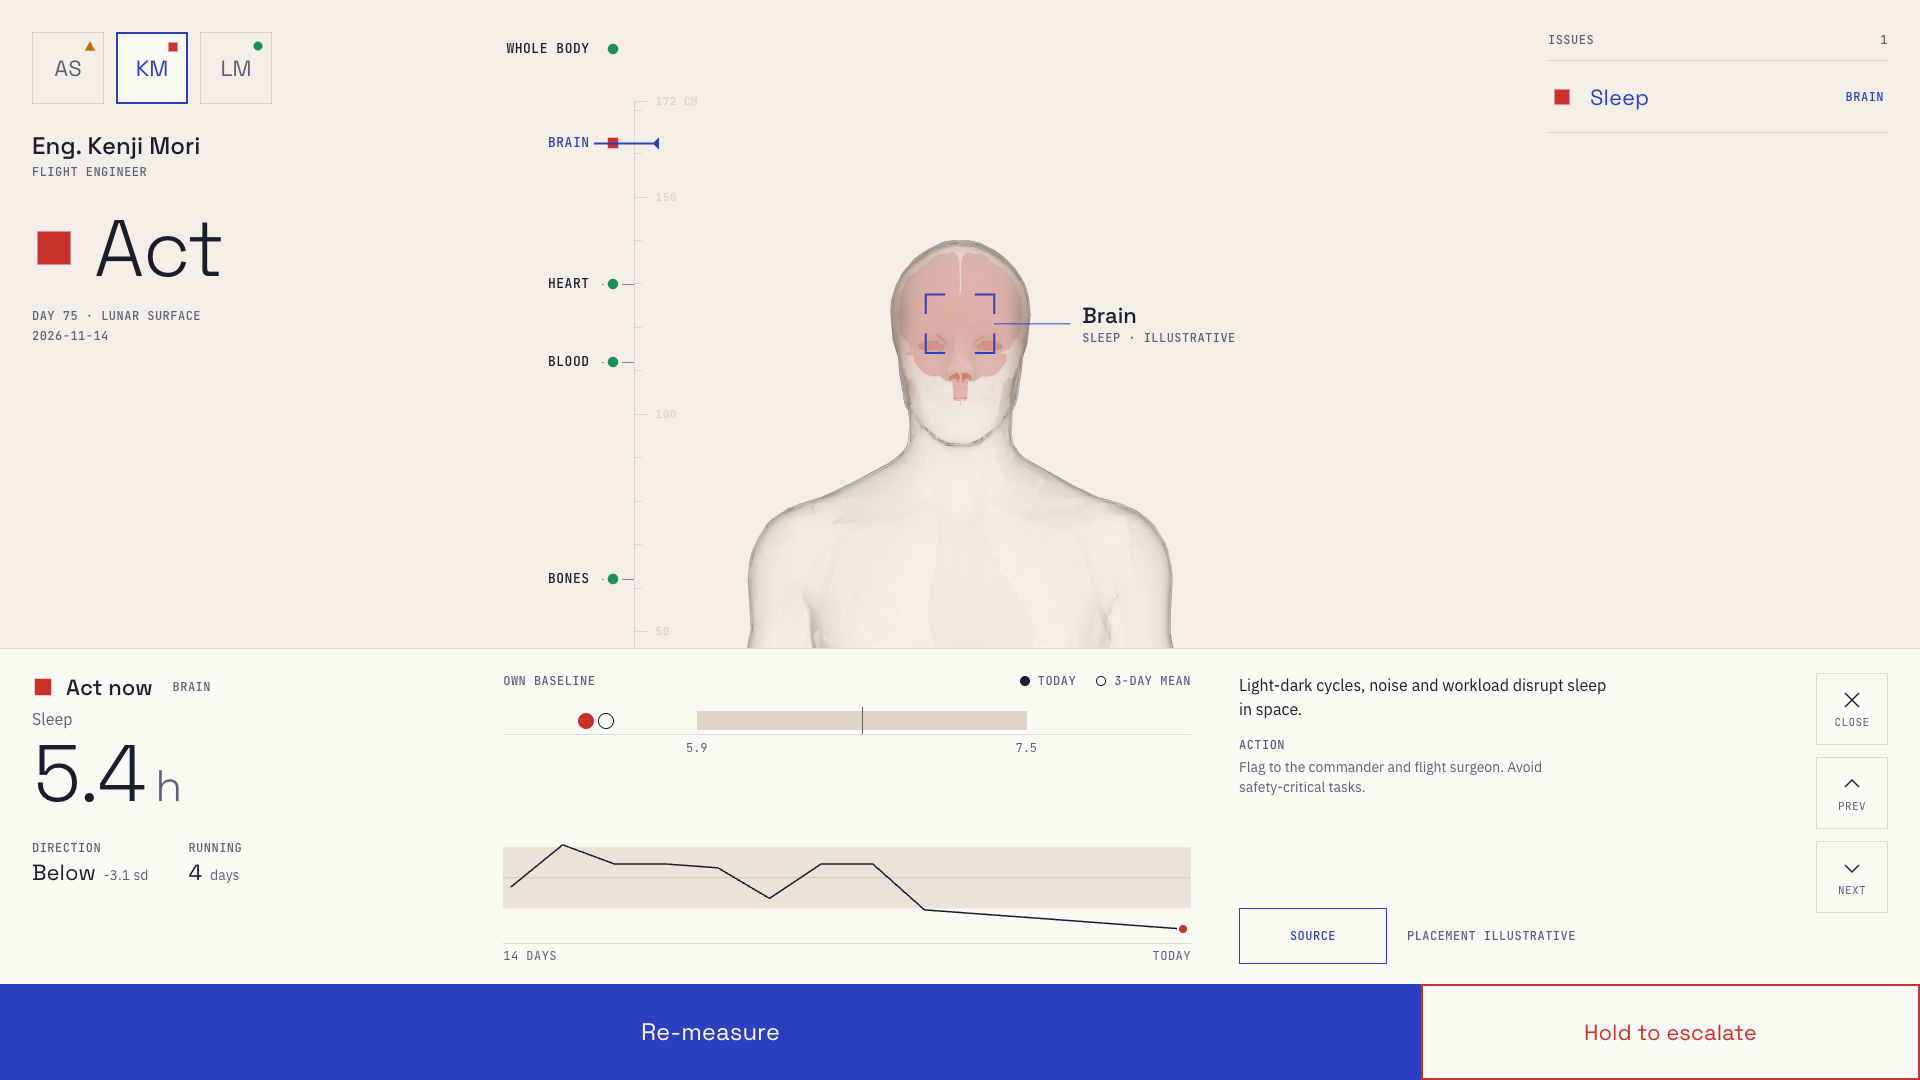 AS
KM
LM
Eng. Kenji Mori
FLIGHT ENGINEER
Act
DAY 75 · LUNAR SURFACE
2026-11-14
WHOLE BODY
172 CM
BRAIN
150
HEART
BLOOD
100
BONES
50
Brain
SLEEP · ILLUSTRATIVE
ISSUES 1
Sleep BRAIN
Act now BRAIN
Sleep
5.4 h
DIRECTION RUNNING
Below -3.1 sd 4 days
OWN BASELINE TODAY 3-DAY MEAN
5.9 7.5
14 DAYS TODAY
Light-dark cycles, noise and workload disrupt sleep
in space.
ACTION
Flag to the commander and flight surgeon. Avoid
safety-critical tasks.
SOURCE PLACEMENT ILLUSTRATIVE
CLOSE
PREV
NEXT
Re-measure
Hold to escalate